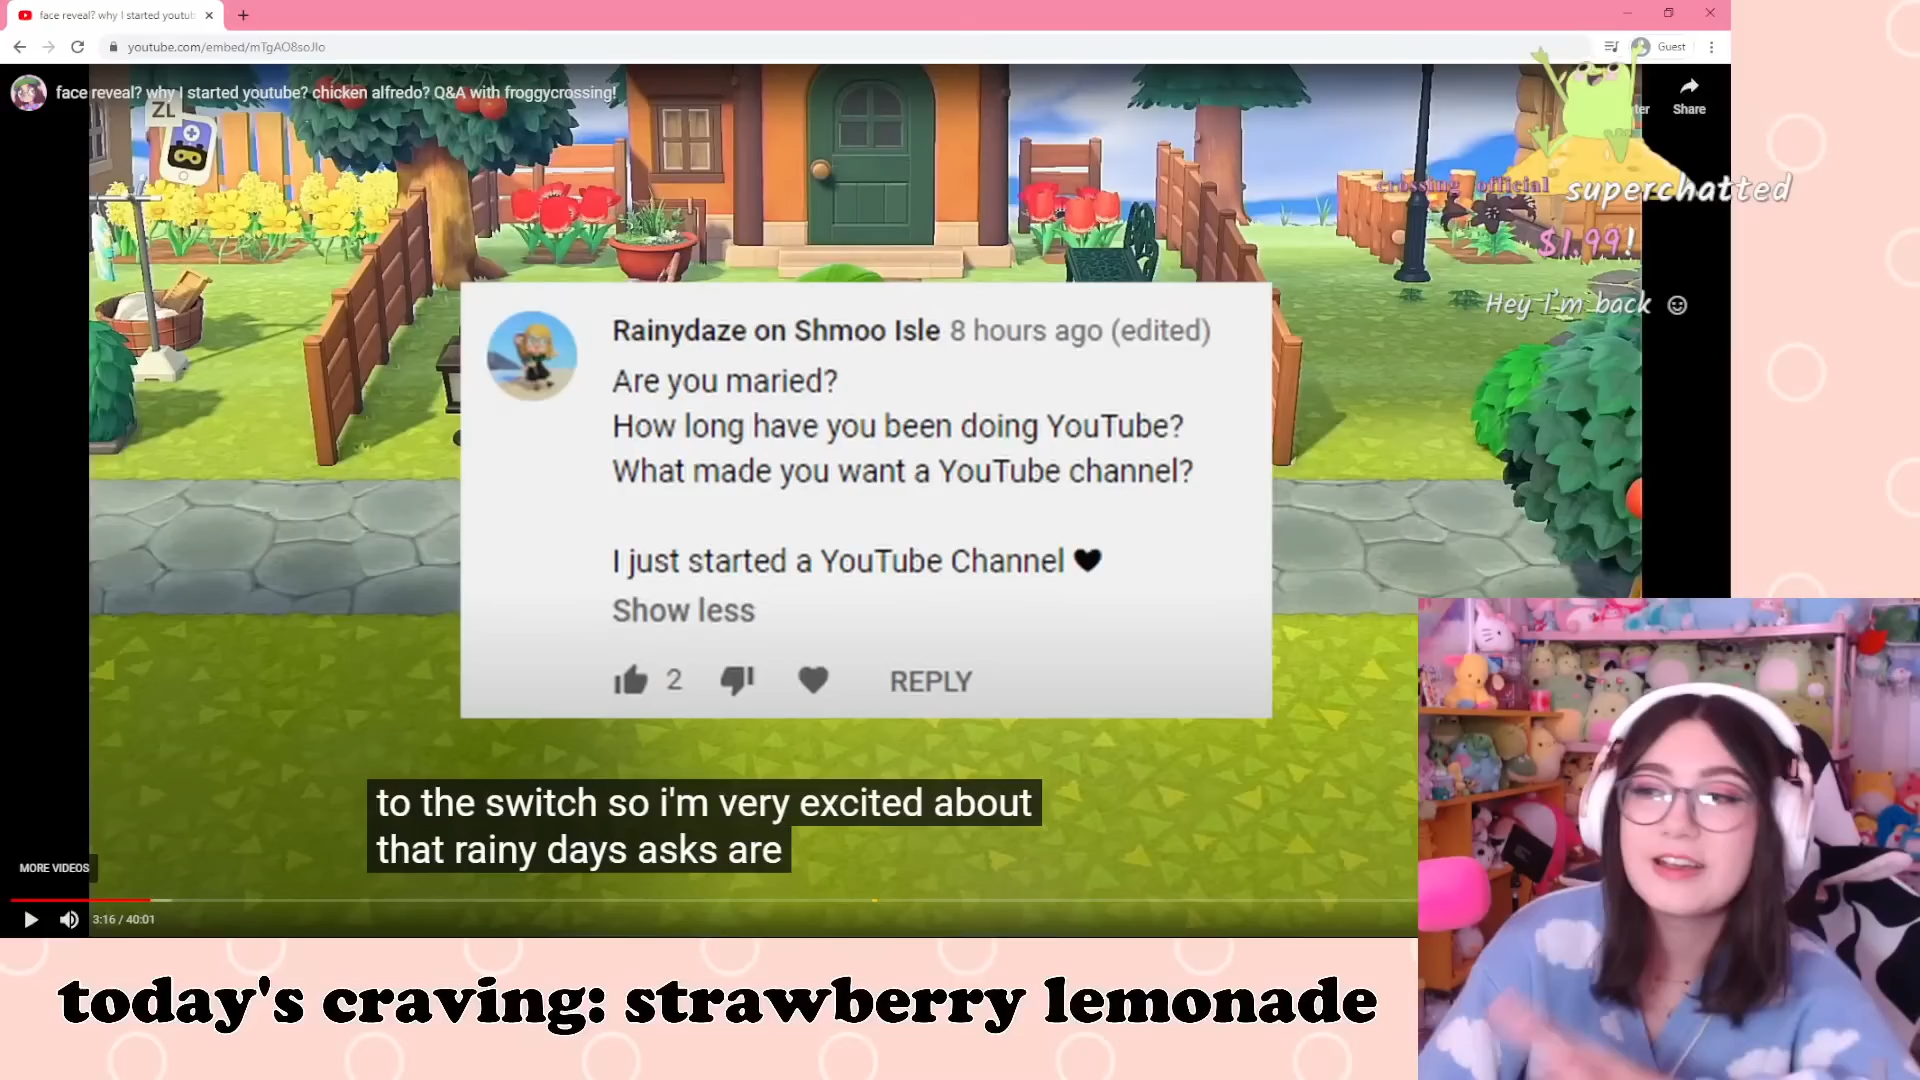 face reveal? why I started youtub
youtube.com/embed/mTgAO8soJIo
Guest
face reveal? why I started youtube? chicken alfredo? Q&A with froggycrossing!
ZL
ter
Share
crossing official superchatted
$1.99!
Hey I'm back ☺
Rainydaze on Shmoo Isle 8 hours ago (edited)
Are you maried?
How long have you been doing YouTube?
What made you want a YouTube channel?
I just started a YouTube Channel 🖤
Show less
2
REPLY
to the switch so i'm very excited about
that rainy days asks are
MORE VIDEOS
3:16 / 40:01
today's craving: strawberry lemonade